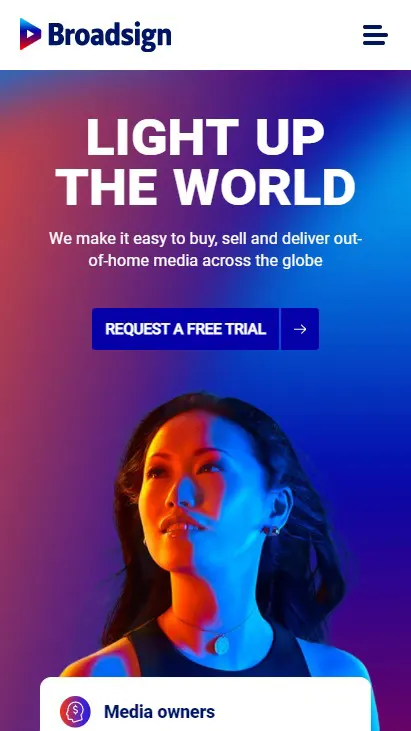 Broadsign
LIGHT UP
THE WORLD
We make it easy to buy, sell and deliver out-
of-home media across the globe
REQUEST A FREE TRIAL
Media owners